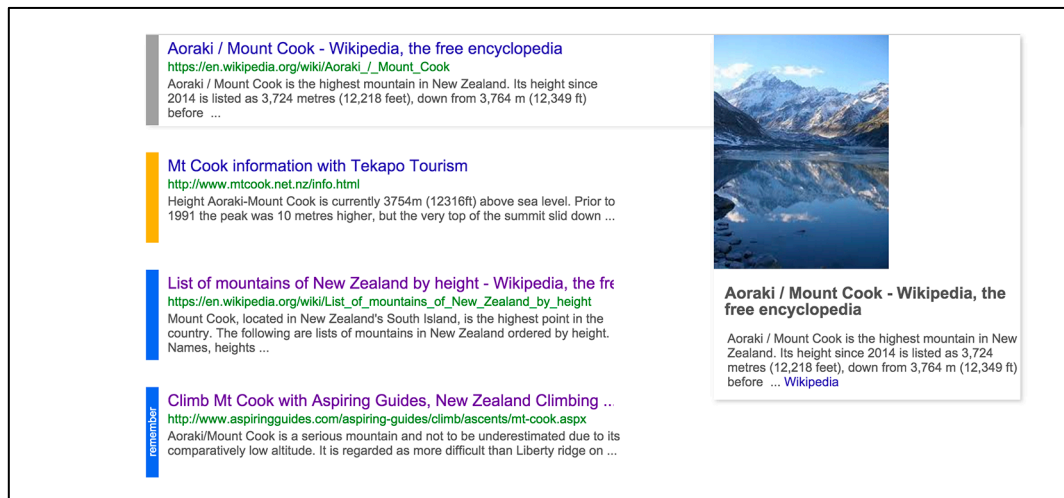 Aoraki / Mount Cook - Wikipedia, the free encyclopedia
https://en.wikipedia.org/wiki/Aoraki_/_Mount_Cook
Aoraki / Mount Cook is the highest mountain in New Zealand. Its height since
2014 is listed as 3,724 metres (12,218 feet), down from 3,764 m (12,349 ft)
before ...
Mt Cook information with Tekapo Tourism
http://www.mtcook.net.nz/info.html
Height Aoraki-Mount Cook is currently 3754m (12316ft) above sea level. Prior to
1991 the peak was 10 metres higher, but the very top of the summit slid down ...
List of mountains of New Zealand by height - Wikipedia, the fre
https://en.wikipedia.org/wiki/List_of_mountains_of_New_Zealand_by_height
Mount Cook, located in New Zealand's South Island, is the highest point in the
country. The following are lists of mountains in New Zealand ordered by height.
Names, heights ...
remember
Climb Mt Cook with Aspiring Guides, New Zealand Climbing ...
http://www.aspiringguides.com/aspiring-guides/climb/ascents/mt-cook.aspx
Aoraki/Mount Cook is a serious mountain and not to be underestimated due to its
comparatively low altitude. It is regarded as more difficult than Liberty ridge on ...
Aoraki / Mount Cook - Wikipedia, the
free encyclopedia
Aoraki / Mount Cook is the highest mountain in New
Zealand. Its height since 2014 is listed as 3,724
metres (12,218 feet), down from 3,764 m (12,349 ft)
before ... Wikipedia